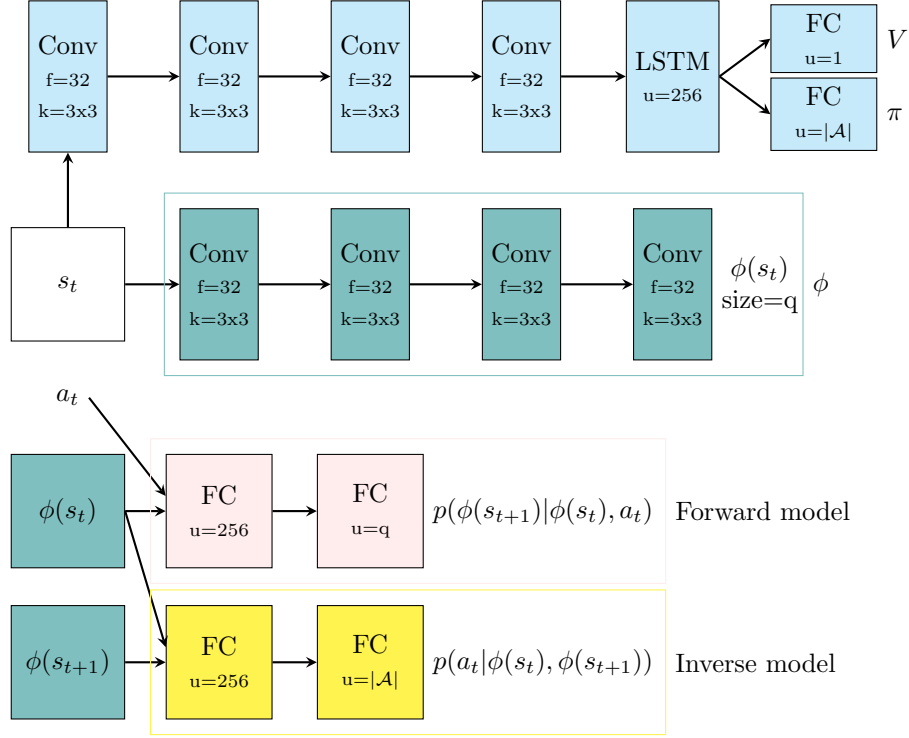 Conv
f=32
k=3x3
Conv
f=32
k=3x3
Conv
f=32
k=3x3
Conv
f=32
k=3x3
LSTM
u=256
FC
u=1
V
FC
u=|𝒜|
π
s_t
Conv
f=32
k=3x3
Conv
f=32
k=3x3
Conv
f=32
k=3x3
Conv
f=32
k=3x3
ϕ(s_t)
size=q
ϕ
a_t
ϕ(s_t)
FC
u=256
FC
u=q
p(ϕ(s_{t+1})|ϕ(s_t), a_t)
Forward model
ϕ(s_{t+1})
FC
u=256
FC
u=|𝒜|
p(a_t|ϕ(s_t), ϕ(s_{t+1}))
Inverse model